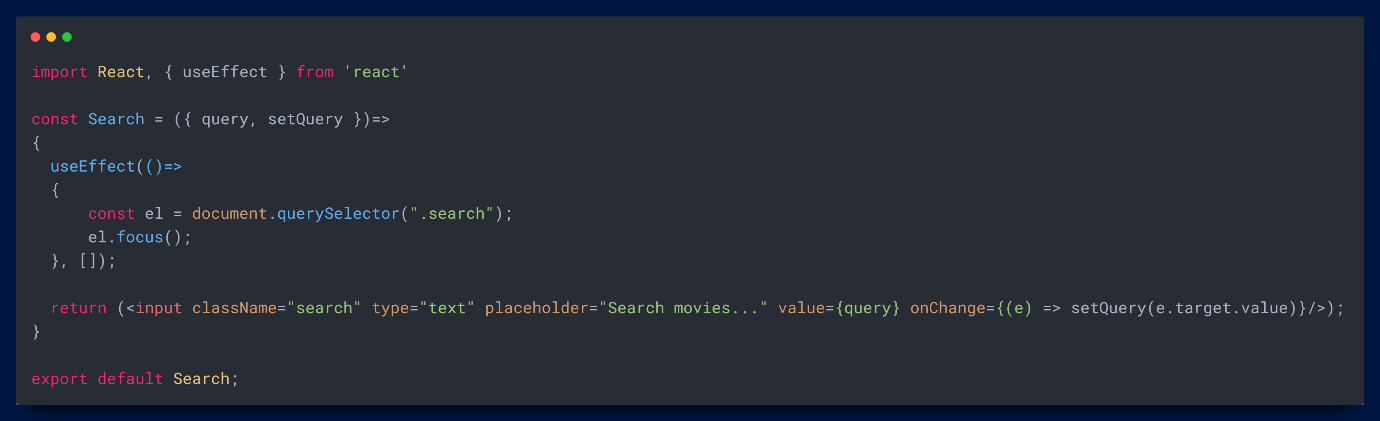 import React, { useEffect } from 'react'
const Search = ({ query, setQuery })=>
{
useEffect(()=>
{
const el = document.querySelector(".search");
el.focus();
}, []);
return (<input className="search" type="text" placeholder="Search movies..." value={query} onChange={(e) => setQuery(e.target.value)}/>);
}
export default Search;